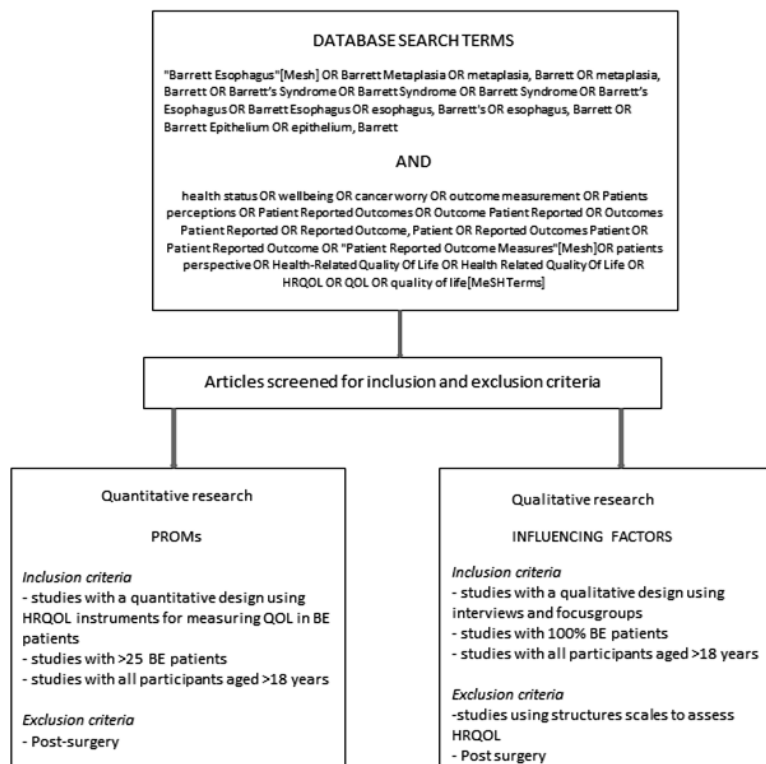 DATABASE SEARCH TERMS
"Barrett Esophagus"[Mesh] OR Barrett Metaplasia OR metaplasia, Barrett OR metaplasia,
Barrett OR Barrett's Syndrome OR Barrett Syndrome OR Barrett Syndrome OR Barrett's
Esophagus OR Barrett Esophagus OR esophagus, Barrett's OR esophagus, Barrett OR
Barrett Epithelium OR epithelium, Barrett
AND
health status OR wellbeing OR cancer worry OR outcome measurement OR Patients
perceptions OR Patient Reported Outcomes OR Outcome Patient Reported OR Outcomes
Patient Reported OR Reported Outcome, Patient OR Reported Outcomes Patient OR
Patient Reported Outcome OR "Patient Reported Outcome Measures"[Mesh]OR patients
perspective OR Health-Related Quality Of Life OR Health Related Quality Of Life OR
HRQOL OR QOL OR quality of life[MeSH Terms]
Articles screened for inclusion and exclusion criteria
Quantitative research
PROMs
Inclusion criteria
- studies with a quantitative design using
HRQOL instruments for measuring QOL in BE
patients
- studies with >25 BE patients
- studies with all participants aged >18 years
Exclusion criteria
- Post-surgery
Qualitative research
INFLUENCING FACTORS
Inclusion criteria
- studies with a qualitative design using
interviews and focusgroups
- studies with 100% BE patients
- studies with all participants aged >18 years
Exclusion criteria
-studies using structures scales to assess
HRQOL
- Post surgery